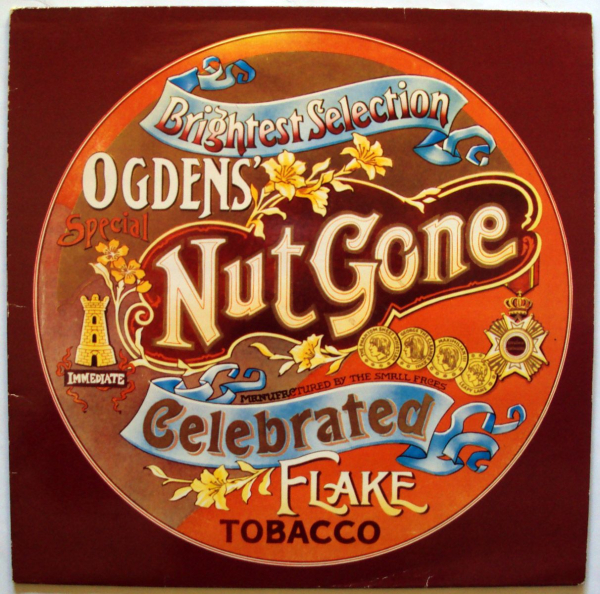 Brightest Selection
OGDENS'
Special
Nut Gone
IMMEDIATE
MANUFACTURED BY THE SMALL FACES
Celebrated
FLAKE
TOBACCO